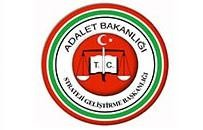 ADALET BAKANLIĞI
T. C.
STRATEJİ GELİŞTİRME BAŞKANLIĞI